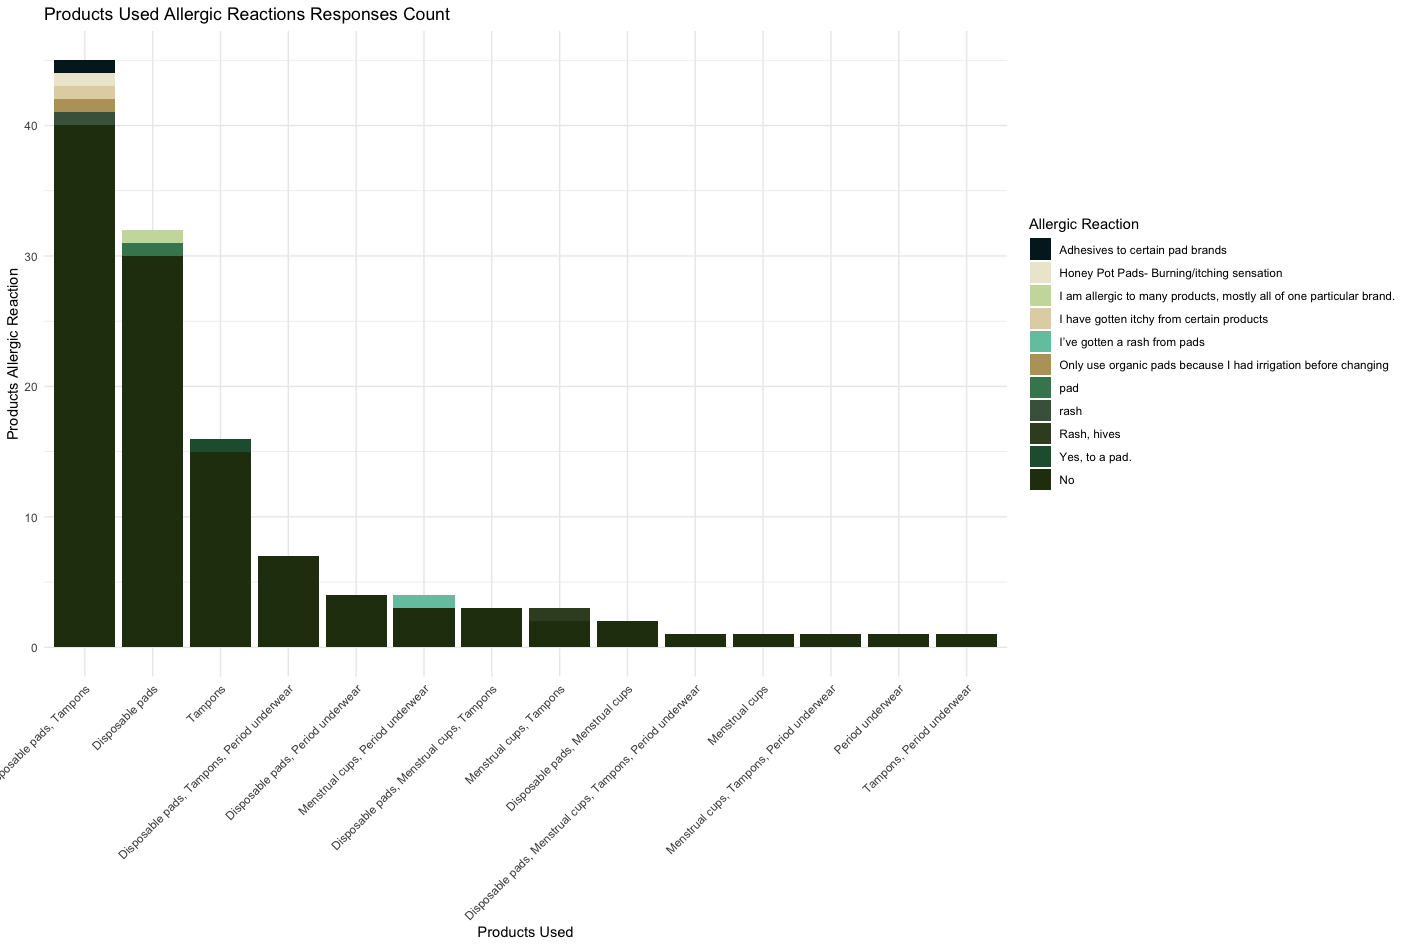 Products Used Allergic Reactions Responses Count
Products Allergic Reaction
40
30
20
10
0
posable pads, Tampons
Disposable pads
Tampons
Disposable pads, Tampons, Period underwear
Disposable pads, Period underwear
Menstrual cups, Period underwear
Disposable pads, Menstrual cups, Tampons
Menstrual cups, Tampons
Disposable pads, Menstrual cups
Disposable pads, Menstrual cups, Tampons, Period underwear
Menstrual cups
Menstrual cups, Tampons, Period underwear
Period underwear
Tampons, Period underwear
Products Used
Allergic Reaction
Adhesives to certain pad brands
Honey Pot Pads- Burning/itching sensation
I am allergic to many products, mostly all of one particular brand.
I have gotten itchy from certain products
I've gotten a rash from pads
Only use organic pads because I had irrigation before changing
pad
rash
Rash, hives
Yes, to a pad.
No